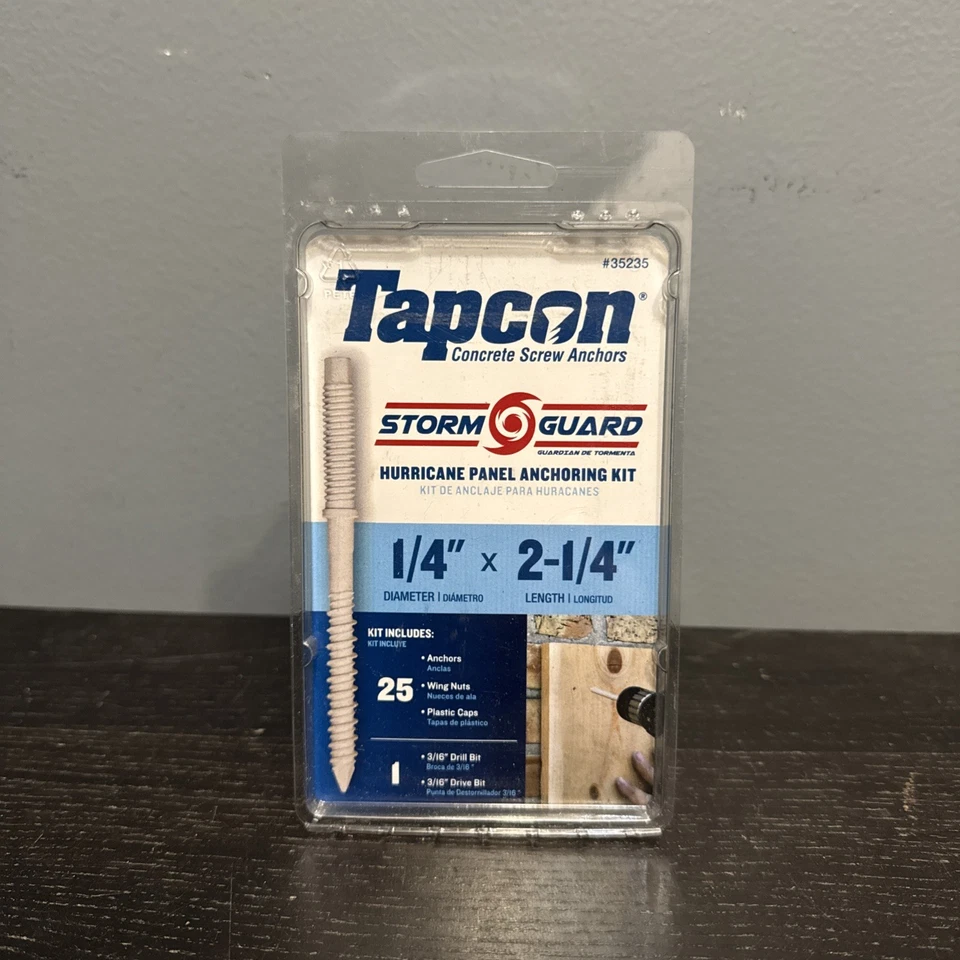 #35235
PETE
Tapcon®
Concrete Screw Anchors
STORM GUARD
GUARDIAN DE TORMENTA
HURRICANE PANEL ANCHORING KIT
KIT DE ANCLAJE PARA HURACANES
1/4" x 2-1/4"
DIAMETER | DIÁMETRO LENGTH | LONGITUD
KIT INCLUDES:
KIT INCLUYE
25
• Anchors
Anclas
• Wing Nuts
Nueces de ala
• Plastic Caps
Tapas de plástico
1
• 3/16" Drill Bit
Broca de 3/16 "
• 3/16" Drive Bit
Punta de Destornillador 3/16 "